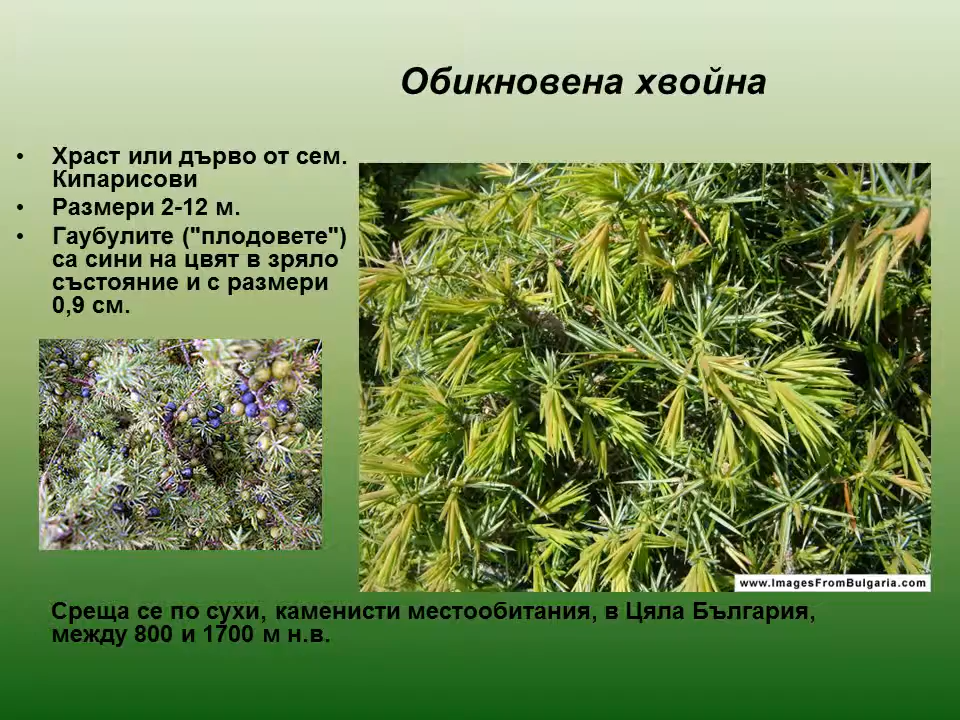 Обикновена хвойна
• Храст или дърво от сем.
Кипарисови
• Размери 2-12 м.
• Гаубулите ("плодовете")
са сини на цвят в зряло
състояние и с размери
0,9 см.
www.ImagesFromBulgaria.com
Среща се по сухи, каменисти местообитания, в Цяла България,
между 800 и 1700 м н.в.